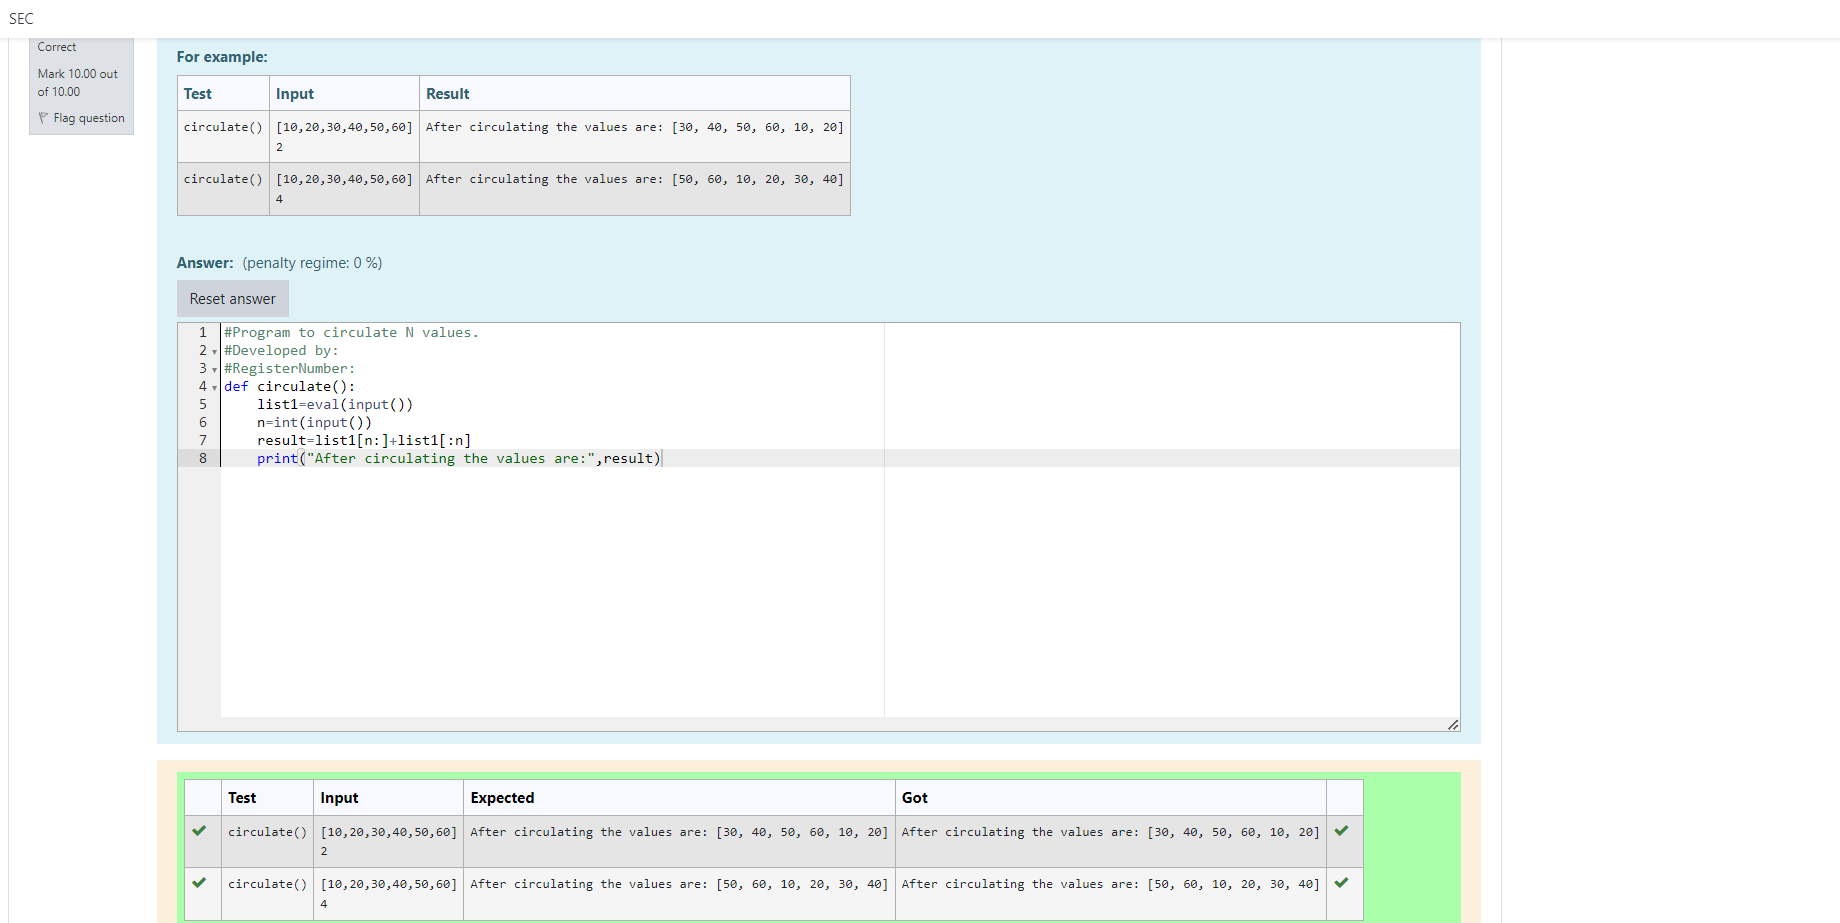 SEC
Correct
Mark 10.00 out
of 10.00
Flag question
For example:
Test Input Result
circulate() [10,20,30,40,50,60] After circulating the values are: [30, 40, 50, 60, 10, 20]
2
circulate() [10,20,30,40,50,60] After circulating the values are: [50, 60, 10, 20, 30, 40]
4
Answer: (penalty regime: 0 %)
Reset answer
1 #Program to circulate N values.
2 #Developed by:
3 #RegisterNumber:
4 def circulate():
5 list1=eval(input())
6 n=int(input())
7 result=list1[n:]+list1[:n]
8 print("After circulating the values are:",result)
Test Input Expected Got
circulate() [10,20,30,40,50,60] After circulating the values are: [30, 40, 50, 60, 10, 20] After circulating the values are: [30, 40, 50, 60, 10, 20]
2
circulate() [10,20,30,40,50,60] After circulating the values are: [50, 60, 10, 20, 30, 40] After circulating the values are: [50, 60, 10, 20, 30, 40]
4